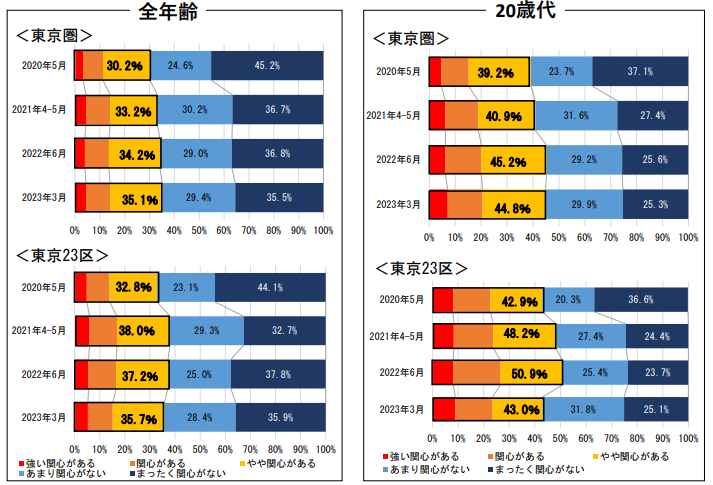 全年齢
＜東京圏＞
2020年5月 30.2% 24.6% 45.2%
2021年4-5月 33.2% 30.2% 36.7%
2022年6月 34.2% 29.0% 36.8%
2023年3月 35.1% 29.4% 35.5%
0% 10% 20% 30% 40% 50% 60% 70% 80% 90% 100%
＜東京23区＞
2020年5月 32.8% 23.1% 44.1%
2021年4-5月 38.0% 29.3% 32.7%
2022年6月 37.2% 25.0% 37.8%
2023年3月 35.7% 28.4% 35.9%
0% 10% 20% 30% 40% 50% 60% 70% 80% 90% 100%
強い関心がある 関心がある やや関心がある
あまり関心がない まったく関心がない
20歳代
＜東京圏＞
2020年5月 39.2% 23.7% 37.1%
2021年4-5月 40.9% 31.6% 27.4%
2022年6月 45.2% 29.2% 25.6%
2023年3月 44.8% 29.9% 25.3%
0% 10% 20% 30% 40% 50% 60% 70% 80% 90% 100%
＜東京23区＞
2020年5月 42.9% 20.3% 36.6%
2021年4-5月 48.2% 27.4% 24.4%
2022年6月 50.9% 25.4% 23.7%
2023年3月 43.0% 31.8% 25.1%
0% 10% 20% 30% 40% 50% 60% 70% 80% 90% 100%
強い関心がある 関心がある やや関心がある
あまり関心がない まったく関心がない